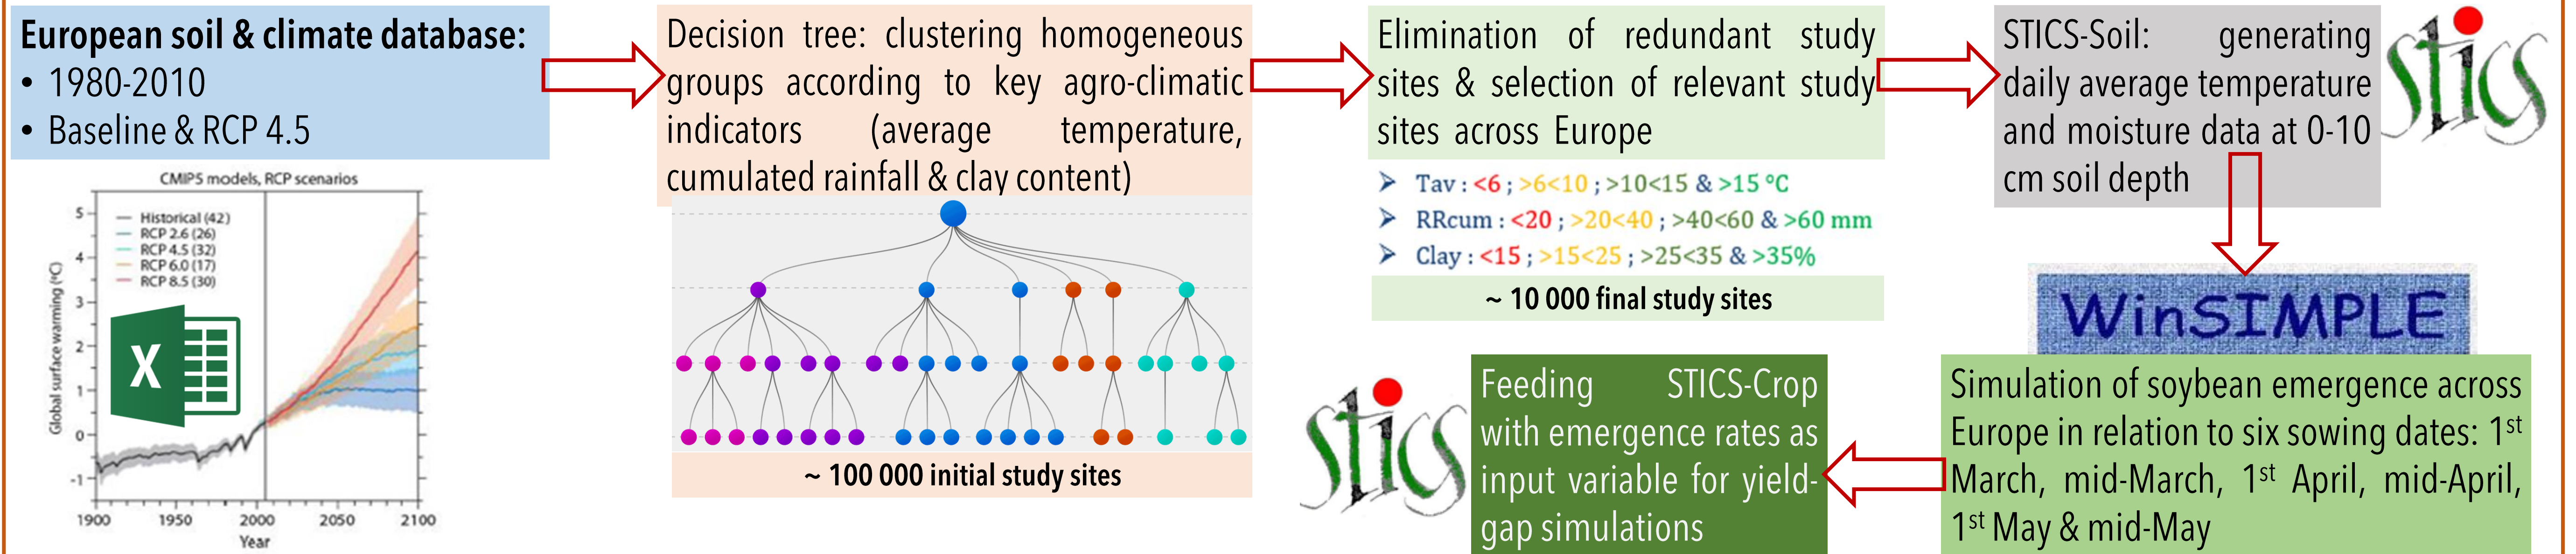 European soil & climate database:
• 1980-2010
• Baseline & RCP 4.5
CMIP5 models, RCP scenarios
Global surface warming (°C)
5
4
3
2
1
0
-1
Historical (42)
RCP 2.6 (26)
RCP 4.5 (32)
RCP 6.0 (17)
RCP 8.5 (30)
X
1900 1950 2000 2050 2100
Year
Decision tree: clustering homogeneous
groups according to key agro-climatic
indicators (average temperature,
cumulated rainfall & clay content)
~ 100 000 initial study sites
Elimination of redundant study
sites & selection of relevant study
sites across Europe
➢ Tav : <6 ; >6<10 ; >10<15 & >15 °C
➢ RRcum : <20 ; >20<40 ; >40<60 & >60 mm
➢ Clay : <15 ; >15<25 ; >25<35 & >35%
~ 10 000 final study sites
STICS-Soil: generating
daily average temperature
and moisture data at 0-10
cm soil depth
stics
WinSIMPLE
Simulation of soybean emergence across
Europe in relation to six sowing dates: 1st
March, mid-March, 1st April, mid-April,
1st May & mid-May
Feeding STICS-Crop
with emergence rates as
input variable for yield-
gap simulations
stics